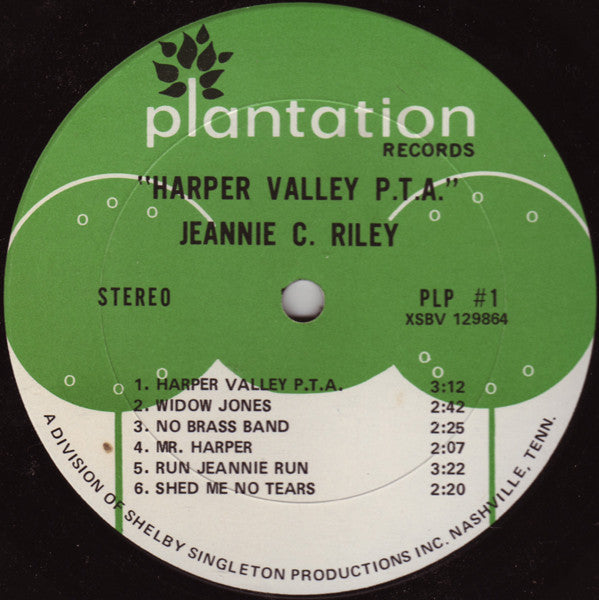 plantation
RECORDS
"HARPER VALLEY P.T.A."
JEANNIE C. RILEY
STEREO
PLP #1
XSBV 129864
1. HARPER VALLEY P.T.A. 3:12
2. WIDOW JONES 2:42
3. NO BRASS BAND 2:25
4. MR. HARPER 2:07
5. RUN JEANNIE RUN 3:22
6. SHED ME NO TEARS 2:20
A DIVISION OF SHELBY SINGLETON PRODUCTIONS INC. NASHVILLE, TENN.